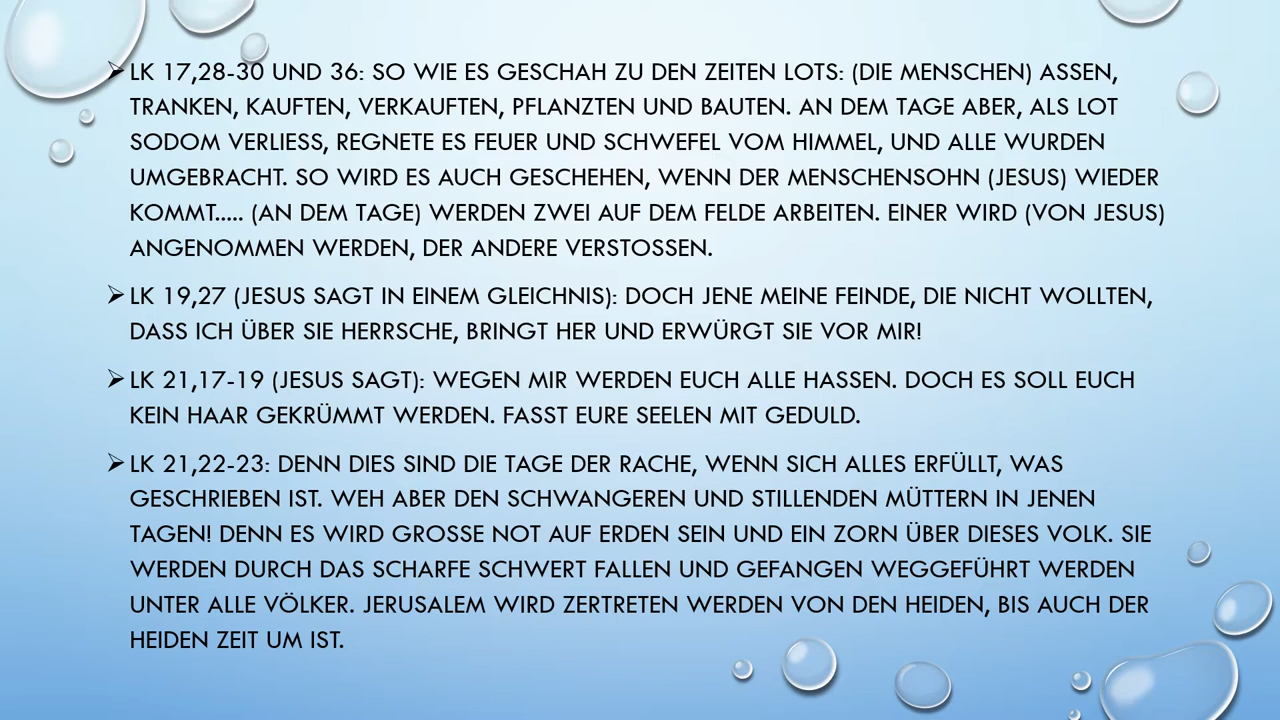 ➢LK 17,28-30 UND 36: SO WIE ES GESCHAH ZU DEN ZEITEN LOTS: (DIE MENSCHEN) ASSEN,
TRANKEN, KAUFTEN, VERKAUFTEN, PFLANZTEN UND BAUTEN. AN DEM TAGE ABER, ALS LOT
SODOM VERLIESS, REGNETE ES FEUER UND SCHWEFEL VOM HIMMEL, UND ALLE WURDEN
UMGEBRACHT. SO WIRD ES AUCH GESCHEHEN, WENN DER MENSCHENSOHN (JESUS) WIEDER
KOMMT..... (AN DEM TAGE) WERDEN ZWEI AUF DEM FELDE ARBEITEN. EINER WIRD (VON JESUS)
ANGENOMMEN WERDEN, DER ANDERE VERSTOSSEN.
➢LK 19,27 (JESUS SAGT IN EINEM GLEICHNIS): DOCH JENE MEINE FEINDE, DIE NICHT WOLLTEN,
DASS ICH ÜBER SIE HERRSCHE, BRINGT HER UND ERWÜRGT SIE VOR MIR!
➢LK 21,17-19 (JESUS SAGT): WEGEN MIR WERDEN EUCH ALLE HASSEN. DOCH ES SOLL EUCH
KEIN HAAR GEKRÜMMT WERDEN. FASST EURE SEELEN MIT GEDULD.
➢LK 21,22-23: DENN DIES SIND DIE TAGE DER RACHE, WENN SICH ALLES ERFÜLLT, WAS
GESCHRIEBEN IST. WEH ABER DEN SCHWANGEREN UND STILLENDEN MÜTTERN IN JENEN
TAGEN! DENN ES WIRD GROSSE NOT AUF ERDEN SEIN UND EIN ZORN ÜBER DIESES VOLK. SIE
WERDEN DURCH DAS SCHARFE SCHWERT FALLEN UND GEFANGEN WEGGEFÜHRT WERDEN
UNTER ALLE VÖLKER. JERUSALEM WIRD ZERTRETEN WERDEN VON DEN HEIDEN, BIS AUCH DER
HEIDEN ZEIT UM IST.